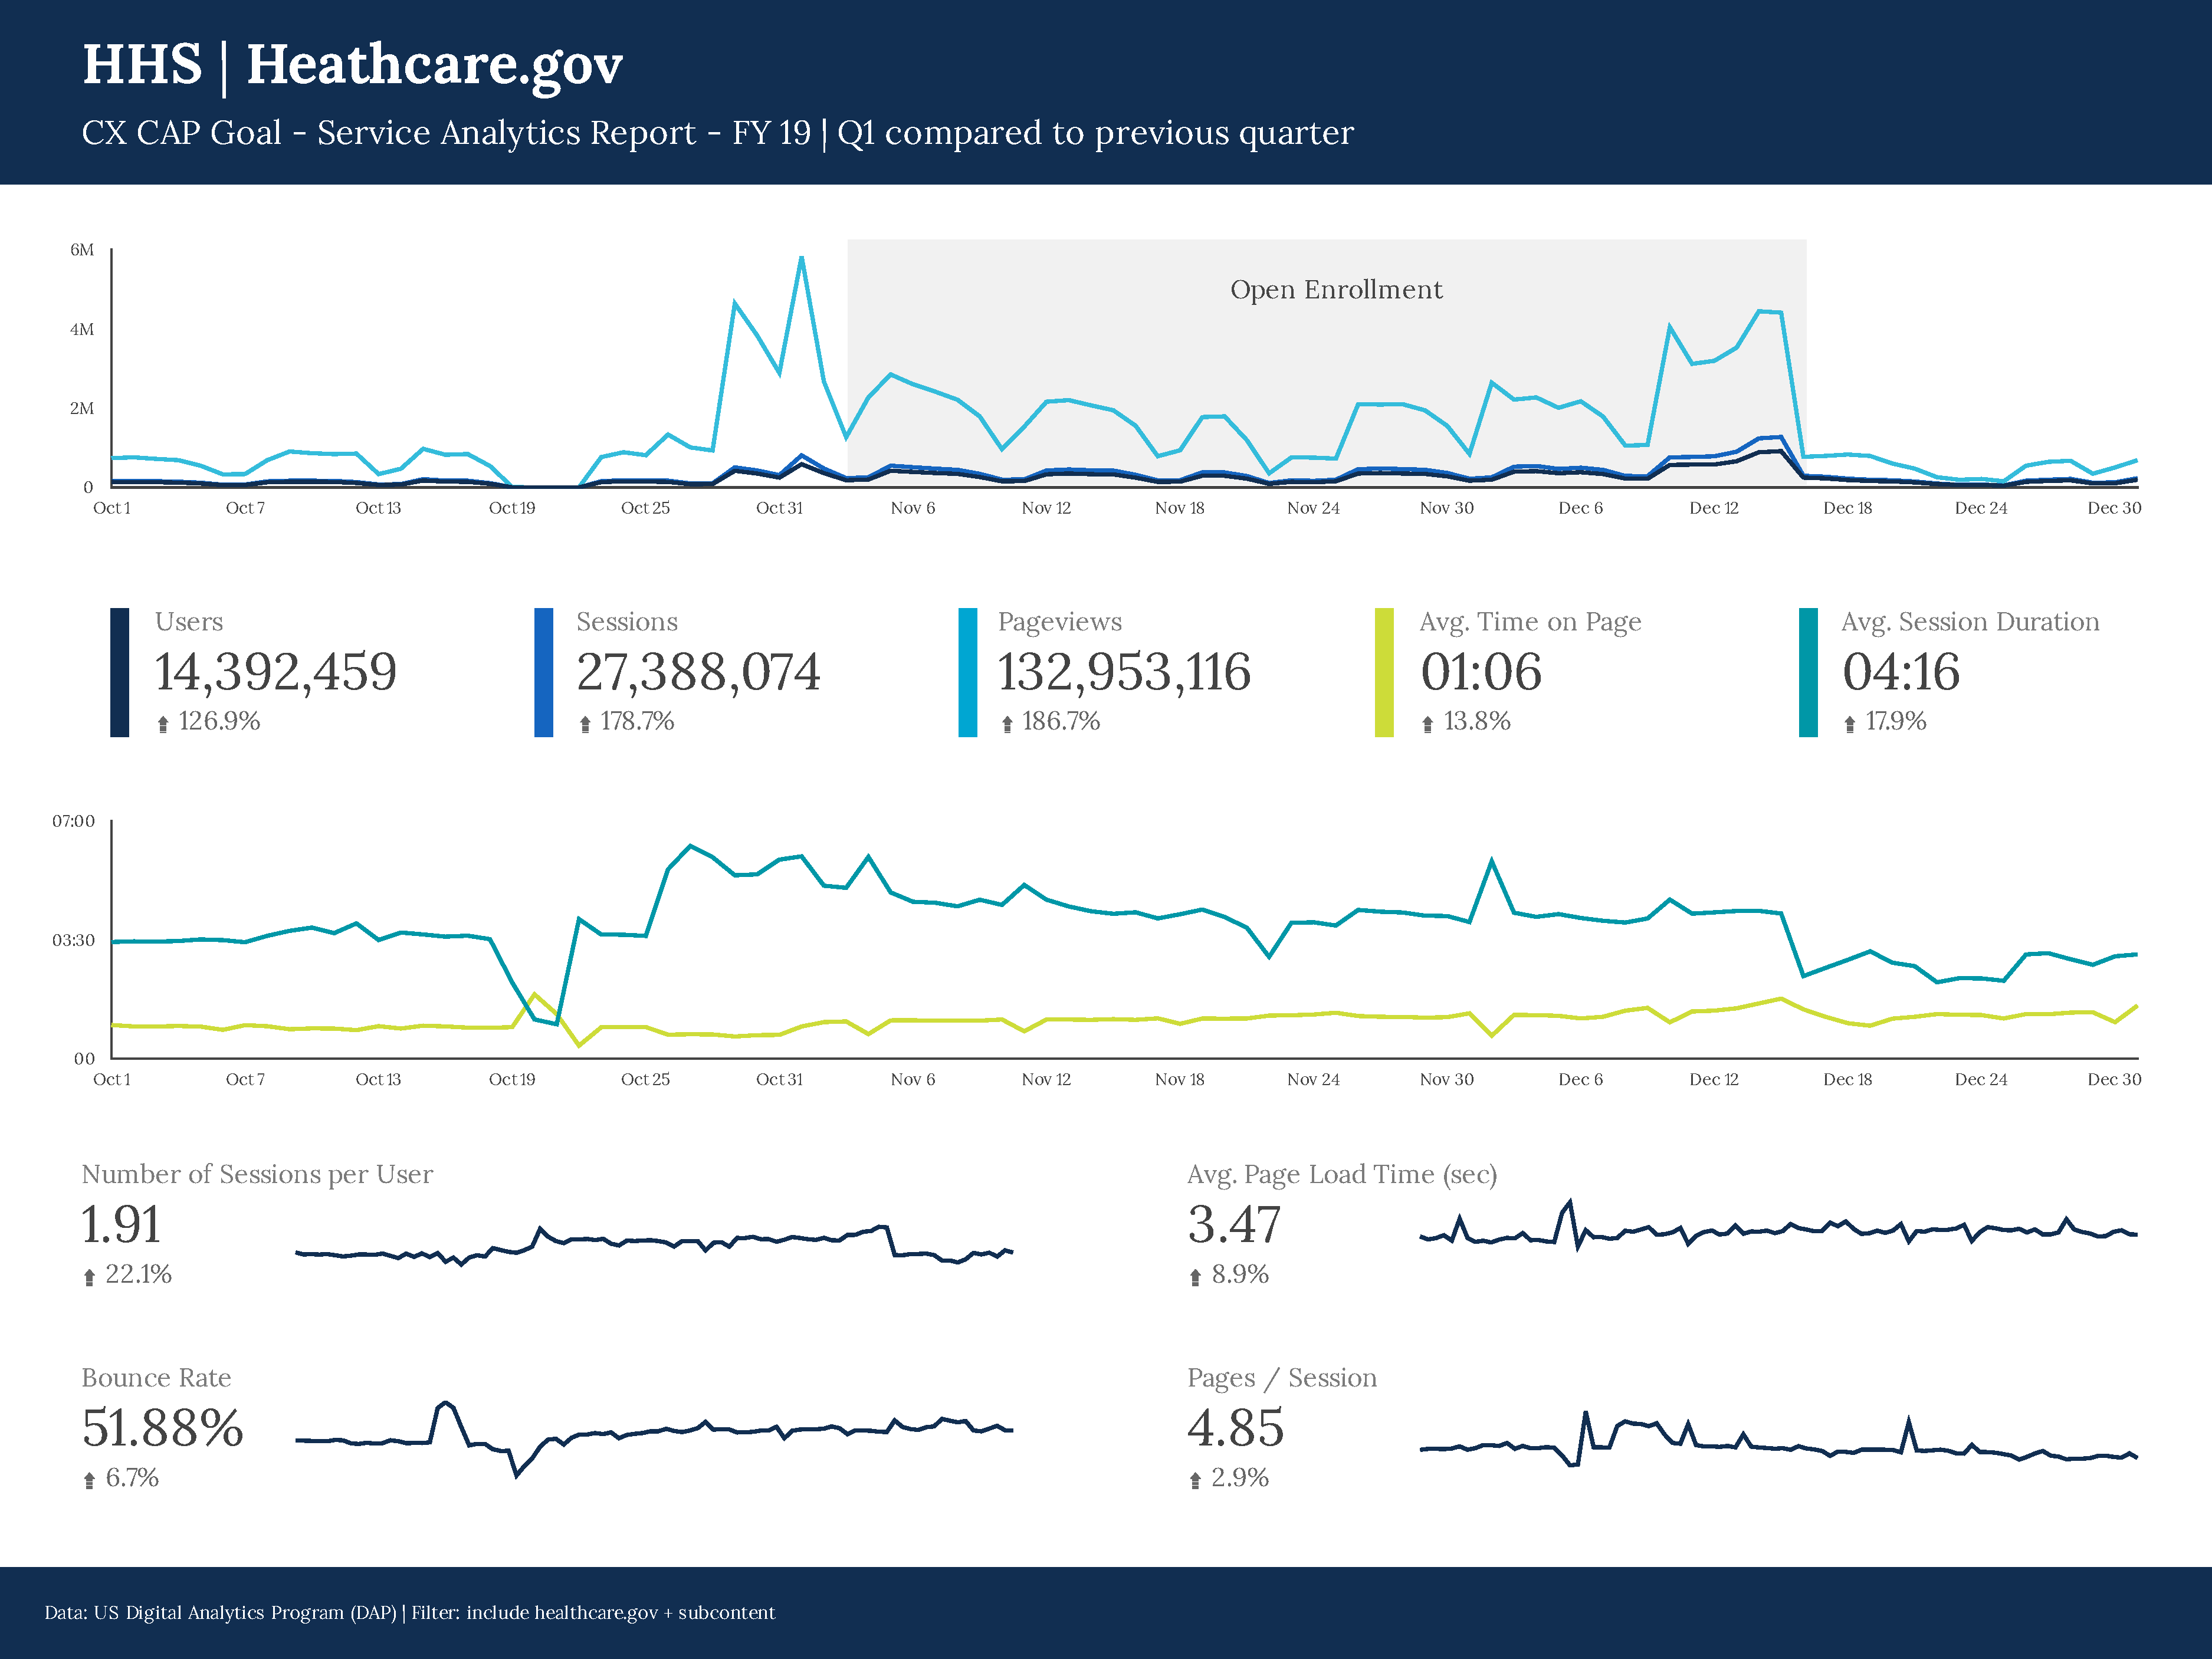 HHS | Heathcare.gov
CX CAP Goal - Service Analytics Report - FY 19 | Q1 compared to previous quarter
6M
4M
2M
0
Open Enrollment
Oct 1 Oct 7 Oct 13 Oct 19 Oct 25 Oct 31 Nov 6 Nov 12 Nov 18 Nov 24 Nov 30 Dec 6 Dec 12 Dec 18 Dec 24 Dec 30
Users
14,392,459
126.9%
Sessions
27,388,074
178.7%
Pageviews
132,953,116
186.7%
Avg. Time on Page
01:06
13.8%
Avg. Session Duration
04:16
17.9%
07:00
03:30
00
Oct 1 Oct 7 Oct 13 Oct 19 Oct 25 Oct 31 Nov 6 Nov 12 Nov 18 Nov 24 Nov 30 Dec 6 Dec 12 Dec 18 Dec 24 Dec 30
Number of Sessions per User
1.91
22.1%
Avg. Page Load Time (sec)
3.47
8.9%
Bounce Rate
51.88%
6.7%
Pages / Session
4.85
2.9%
Data: US Digital Analytics Program (DAP) | Filter: include healthcare.gov + subcontent